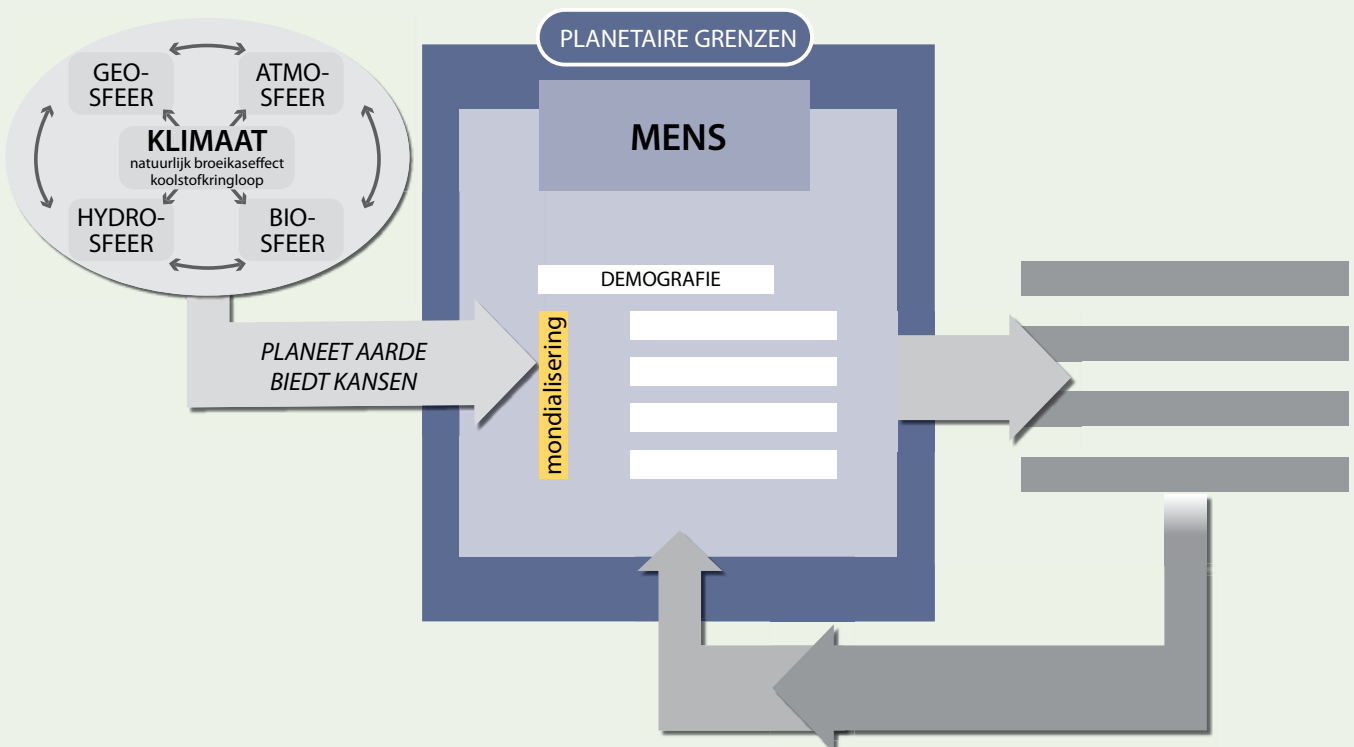 PLANETAIRE GRENZEN
GEO-
SFEER
ATMO-
SFEER
KLIMAAT
natuurlijk broeikaseffect
koolstofkringloop
HYDRO-
SFEER
BIO-
SFEER
MENS
DEMOGRAFIE
mondialisering
PLANEET AARDE
BIEDT KANSEN